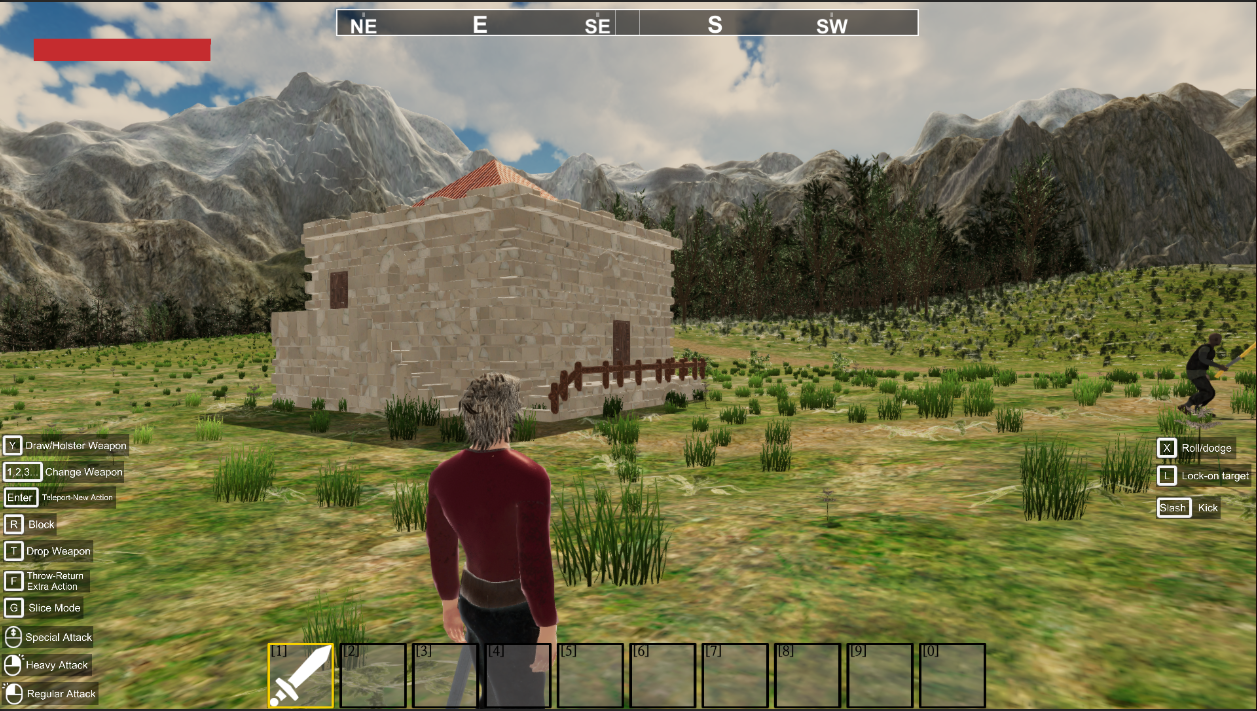 NE E SE S SW
Y Draw/Holster Weapon
1,2,3... Change Weapon
Enter Teleport-New Action
R Block
T Drop Weapon
F Throw-Return
Extra Action
G Slice Mode
Special Attack
Heavy Attack
Regular Attack
X Roll/dodge
L Lock-on target
Slash Kick
[1] [2] [3] [4] [5] [6] [7] [8] [9] [0]